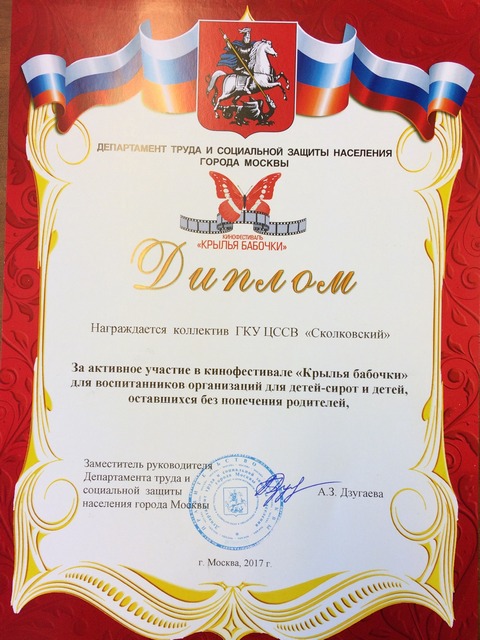 ДЕПАРТАМЕНТ ТРУДА И СОЦИАЛЬНОЙ ЗАЩИТЫ НАСЕЛЕНИЯ
ГОРОДА МОСКВЫ
КИНОФЕСТИВАЛЬ
«КРЫЛЬЯ БАБОЧКИ»
Диплом
Награждается коллектив ГКУ ЦССВ «Сколковский»
За активное участие в кинофестивале «Крылья бабочки»
для воспитанников организаций для детей-сирот и детей,
оставшихся без попечения родителей,
Заместитель руководителя
Департамента труда и
социальной защиты
населения города Москвы
А.З. Дзугаева
г. Москва, 2017 г.